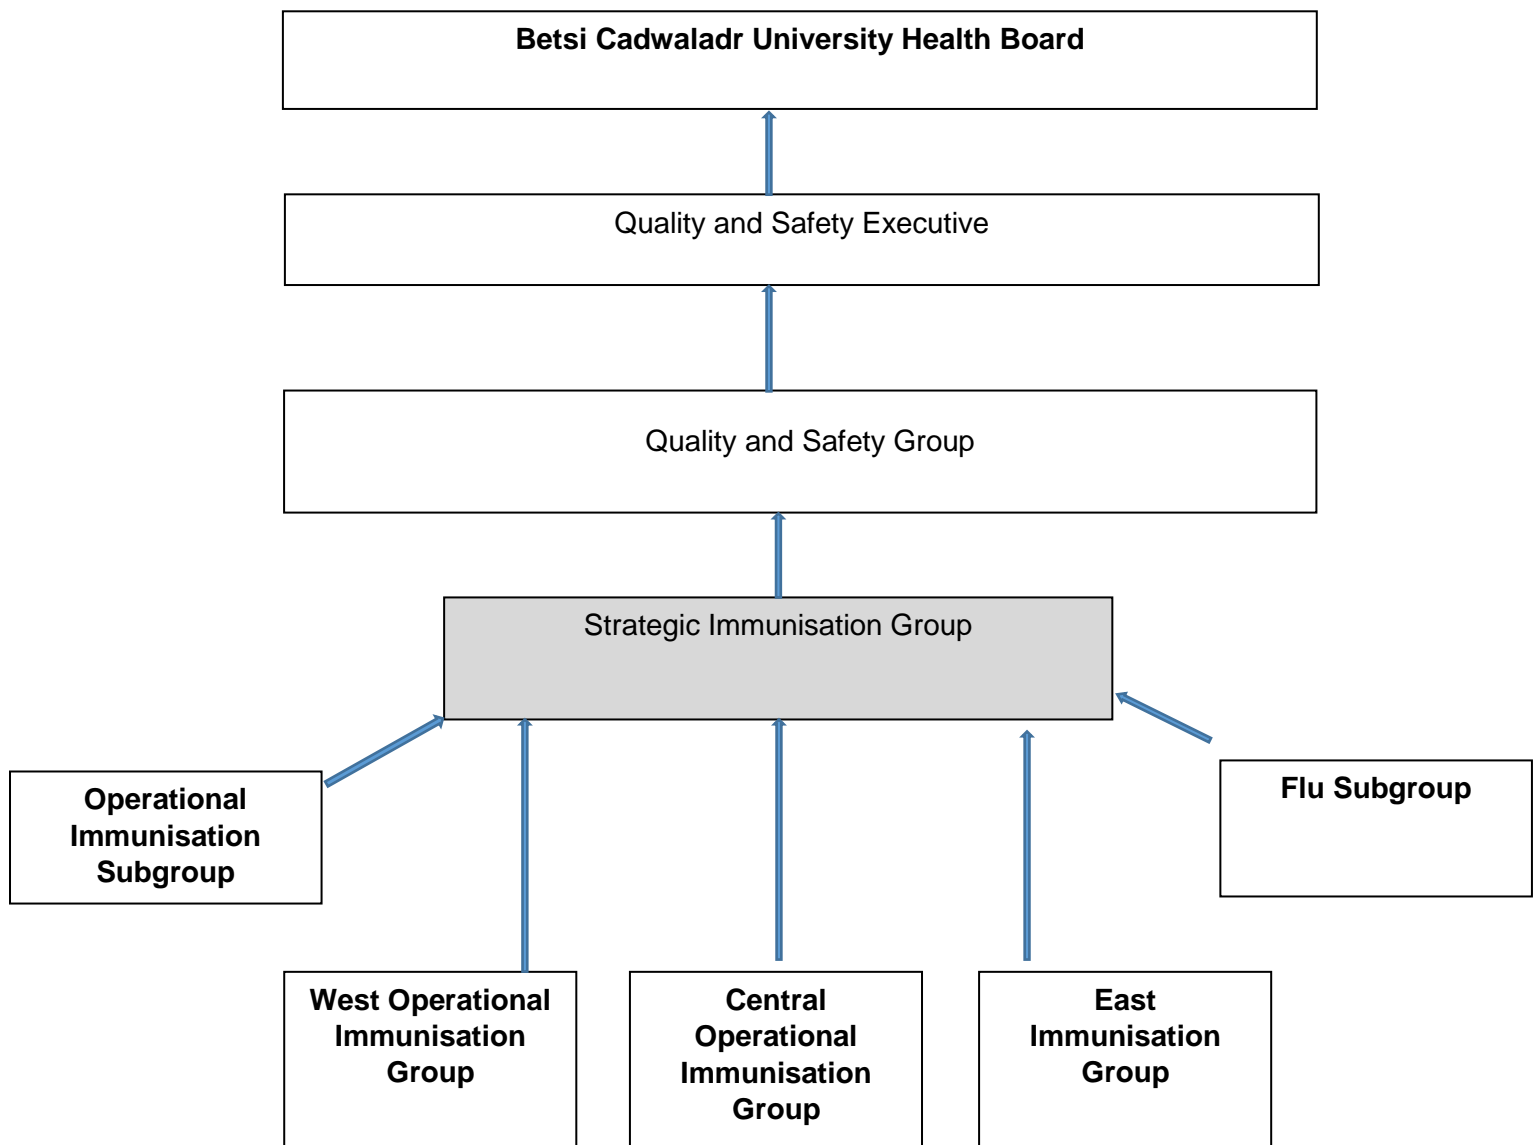 Betsi Cadwaladr University Health Board
Quality and Safety Executive
Quality and Safety Group
Strategic Immunisation Group
Operational
Immunisation
Subgroup
Flu Subgroup
West Operational
Immunisation
Group
Central
Operational
Immunisation
Group
East
Immunisation
Group